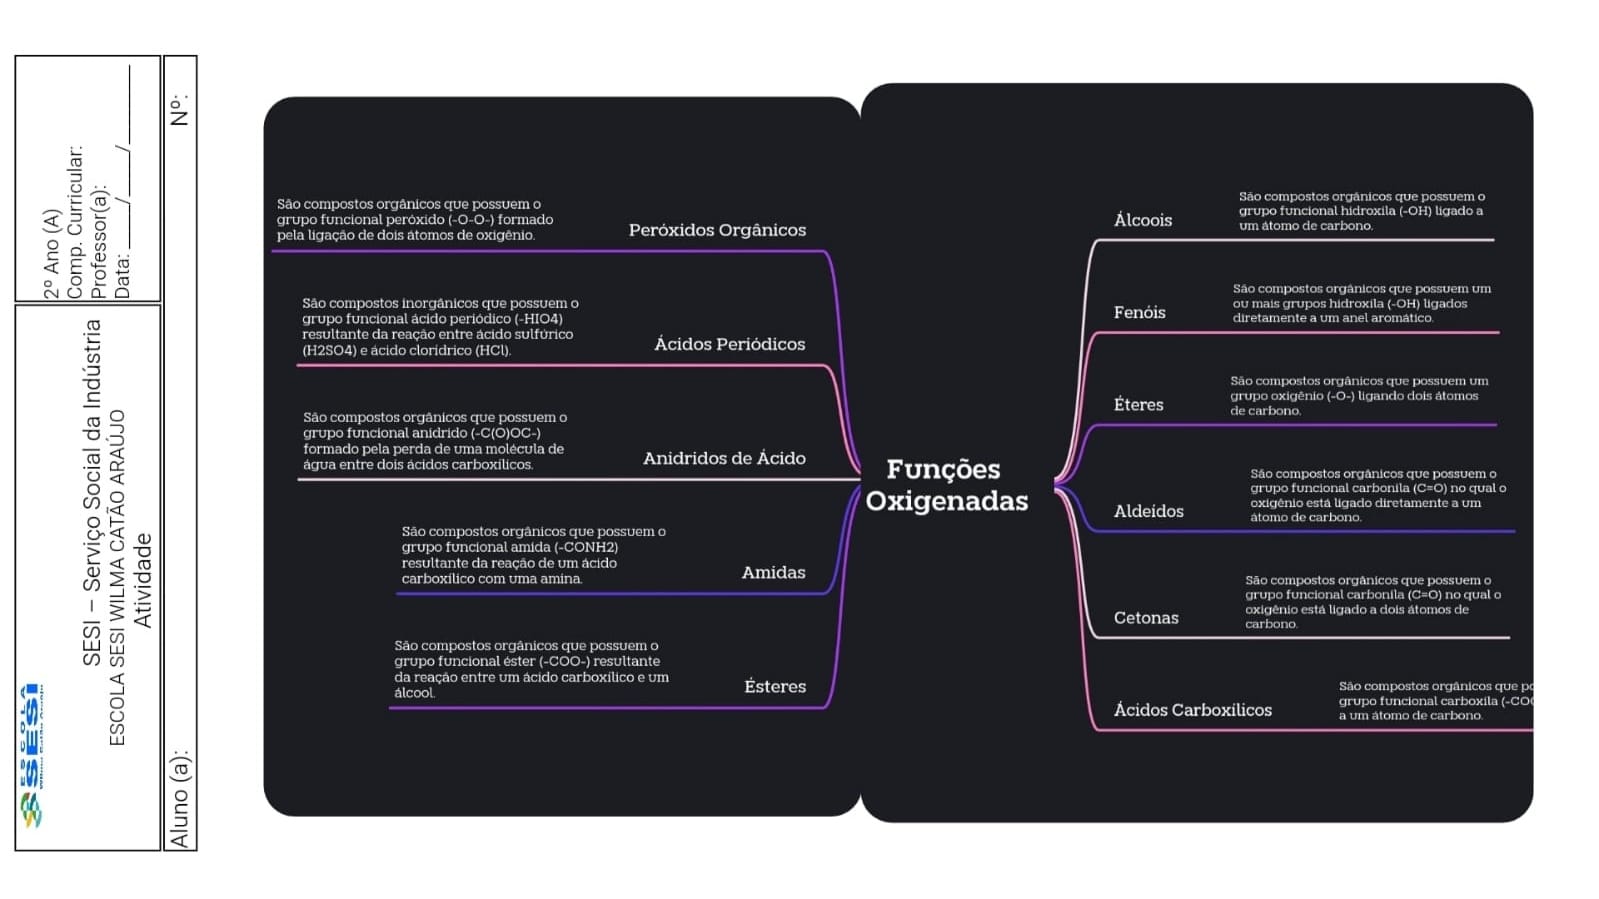 SESI – Serviço Social da Indústria
ESCOLA SESI WILMA CATÃO ARAÚJO
Atividade
ESCOLA
SESI
2º Ano (A)
Comp. Curricular:
Professor(a):
Data: ____/____/______
Aluno (a):
Nº:
Funções
Oxigenadas
Peróxidos Orgânicos
São compostos orgânicos que possuem o
grupo funcional peróxido (-O-O-) formado
pela ligação de dois átomos de oxigênio.
Ácidos Periódicos
São compostos inorgânicos que possuem o
grupo funcional ácido periódico (-HIO4)
resultante da reação entre ácido sulfúrico
(H2SO4) e ácido clorídrico (HCl).
Anidridos de Ácido
São compostos orgânicos que possuem o
grupo funcional anidrido (-C(O)OC-)
formado pela perda de uma molécula de
água entre dois ácidos carboxílicos.
Amidas
São compostos orgânicos que possuem o
grupo funcional amida (-CONH2)
resultante da reação de um ácido
carboxílico com uma amina.
Ésteres
São compostos orgânicos que possuem o
grupo funcional éster (-COO-) resultante
da reação entre um ácido carboxílico e um
álcool.
Álcoois
São compostos orgânicos que possuem o
grupo funcional hidroxila (-OH) ligado a
um átomo de carbono.
Fenóis
São compostos orgânicos que possuem um
ou mais grupos hidroxila (-OH) ligados
diretamente a um anel aromático.
Éteres
São compostos orgânicos que possuem um
grupo oxigênio (-O-) ligando dois átomos
de carbono.
Aldeídos
São compostos orgânicos que possuem o
grupo funcional carbonila (C=O) no qual o
oxigênio está ligado diretamente a um
átomo de carbono.
Cetonas
São compostos orgânicos que possuem o
grupo funcional carbonila (C=O) no qual o
oxigênio está ligado a dois átomos de
carbono.
Ácidos Carboxílicos
São compostos orgânicos que po
grupo funcional carboxila (-COO
a um átomo de carbono.